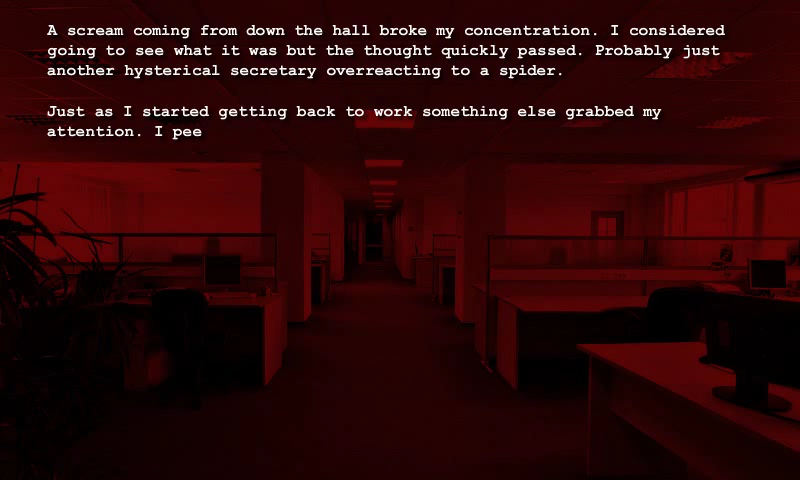 A scream coming from down the hall broke my concentration. I considered
going to see what it was but the thought quickly passed. Probably just
another hysterical secretary overreacting to a spider.
Just as I started getting back to work something else grabbed my
attention. I pee